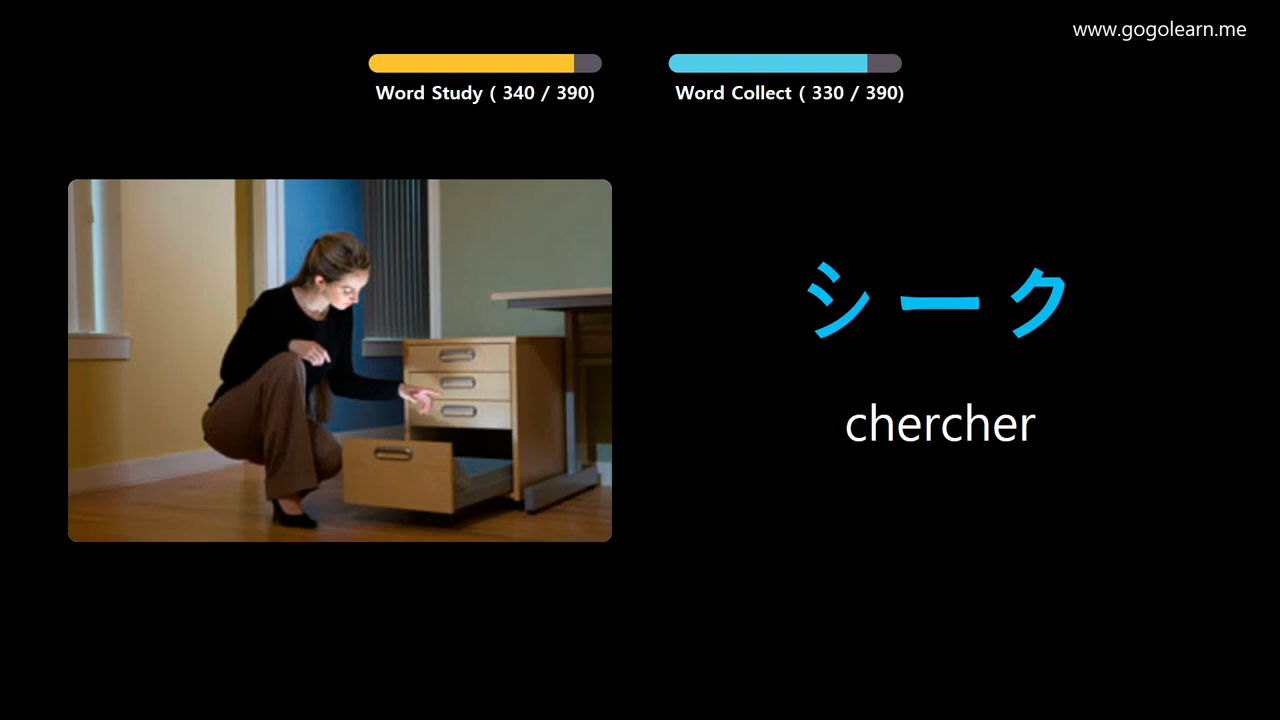 www.gogolearn.me
Word Study ( 340 / 390)
Word Collect ( 330 / 390)
シーク
chercher